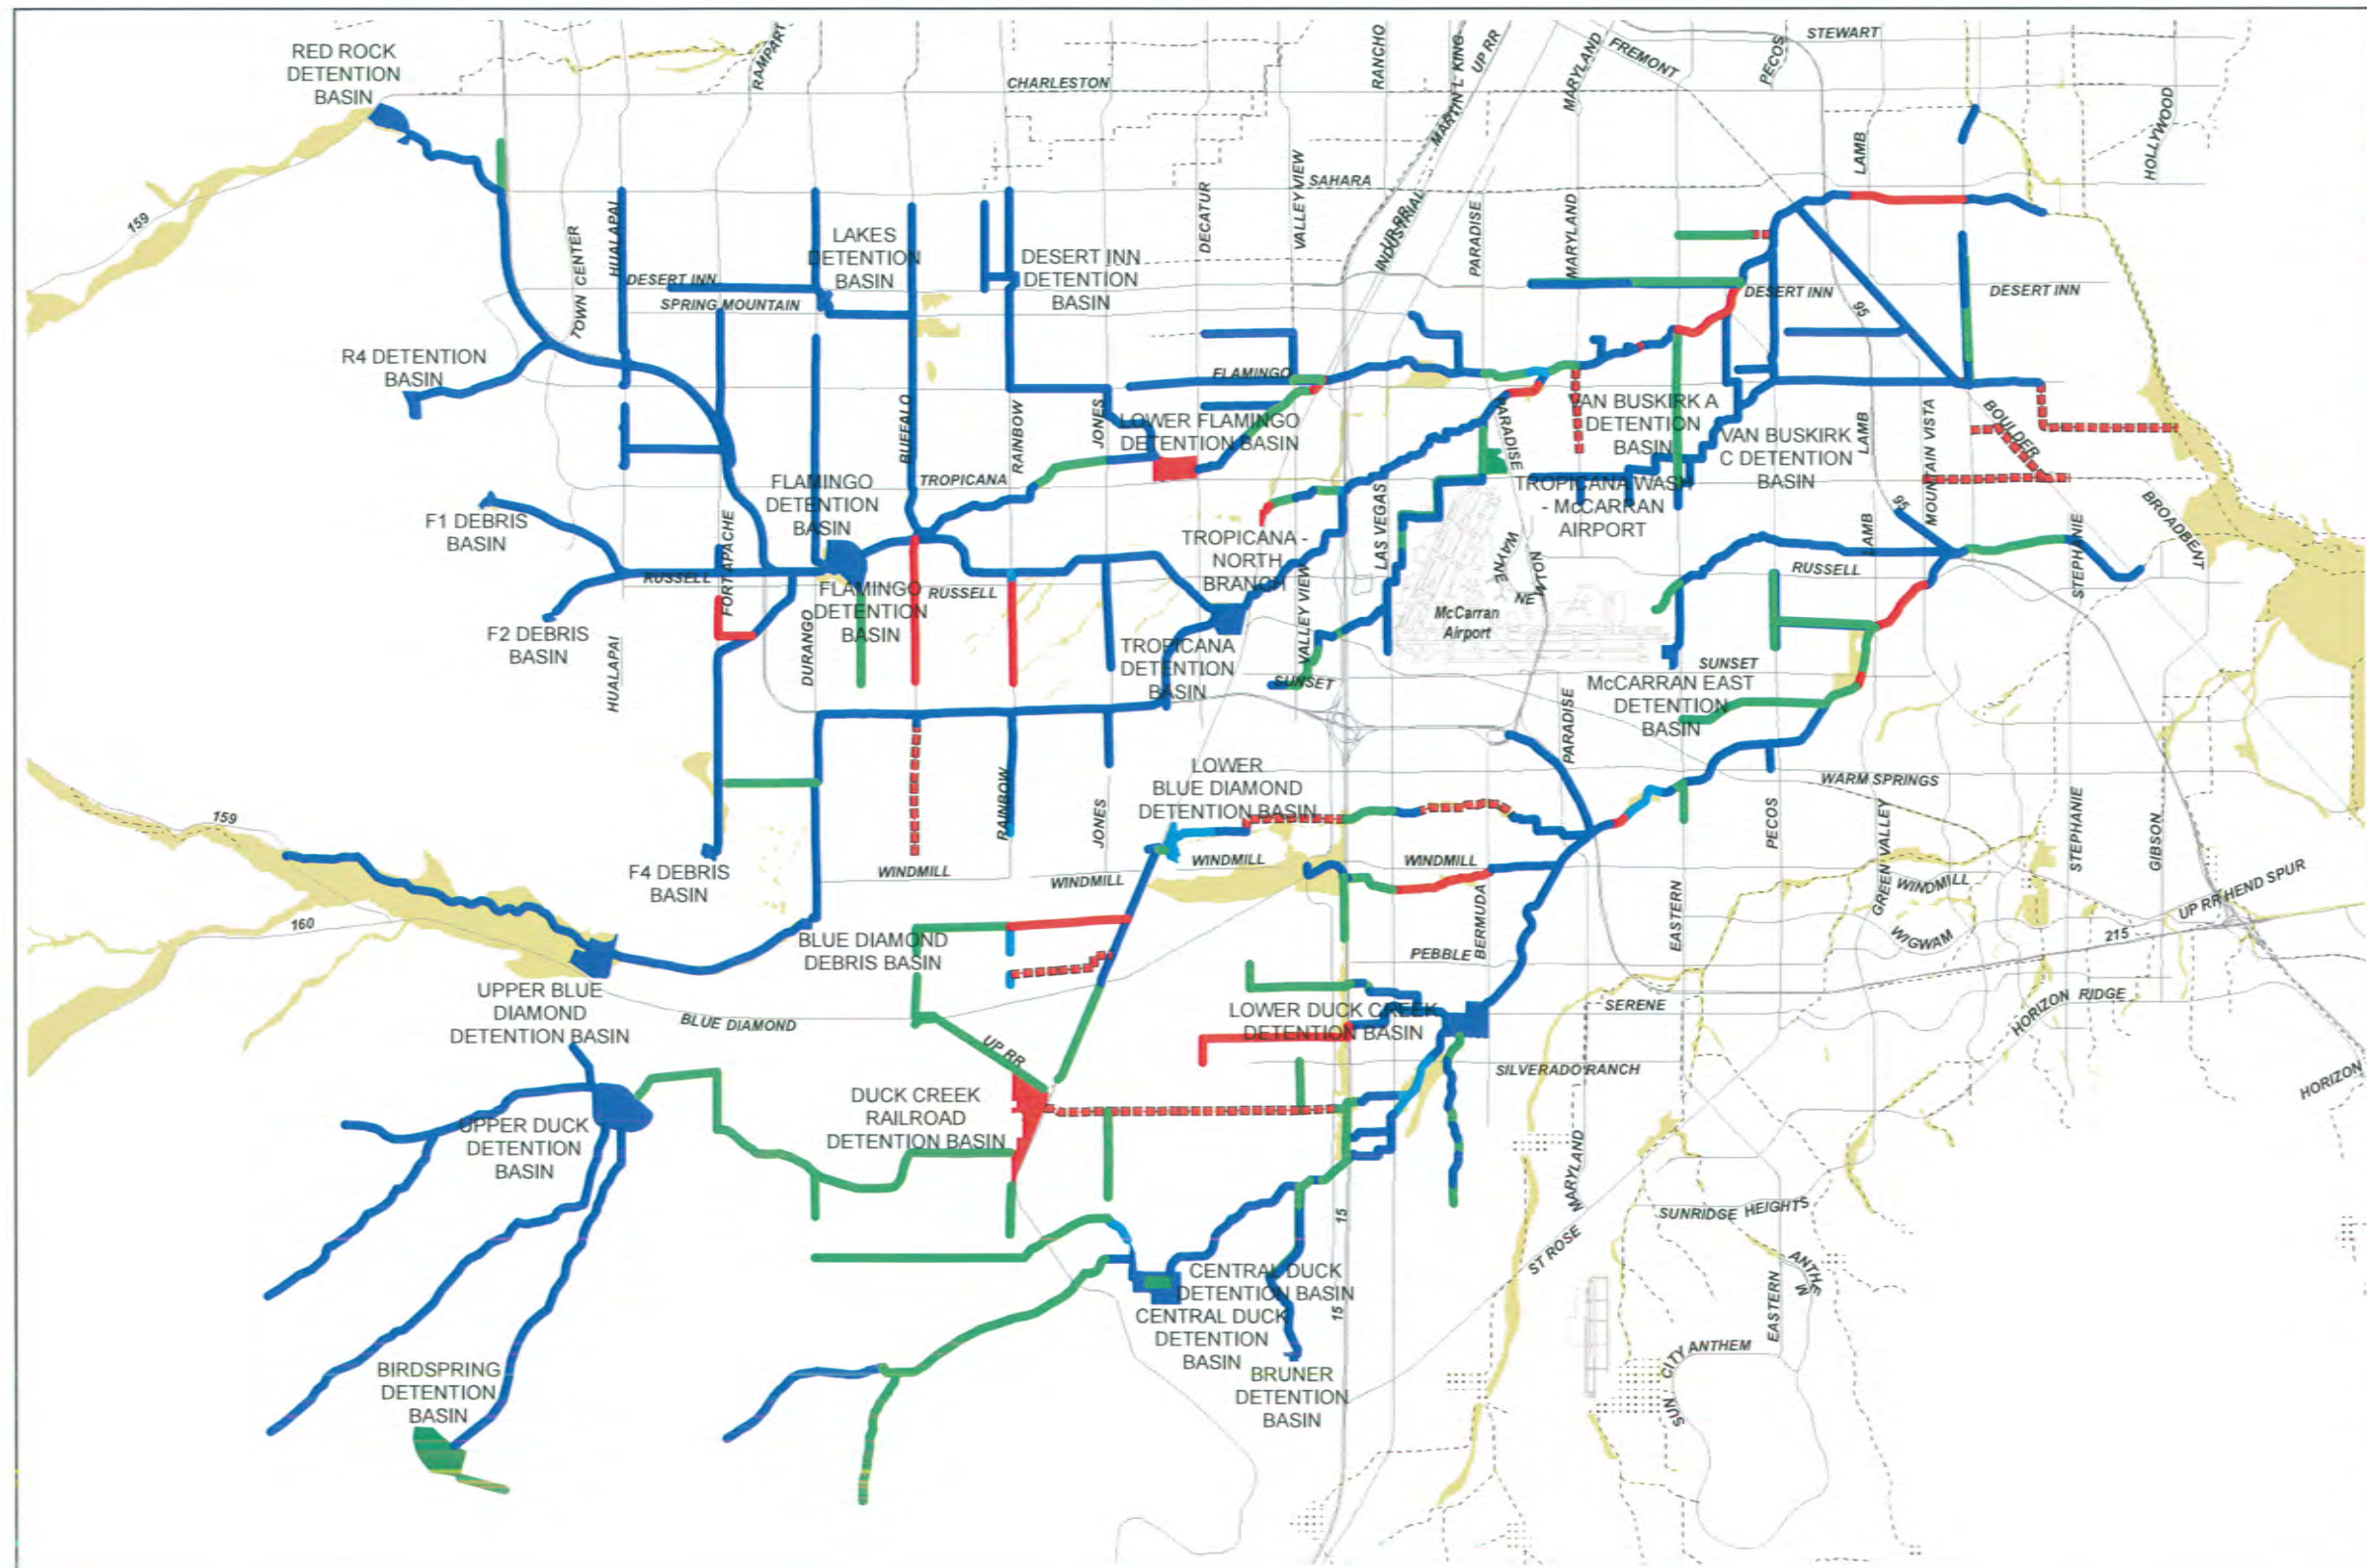 RED ROCK
DETENTION
BASIN
RAMPART
CHARLESTON
RANCHO
MARTIN L KING
UP RR
MARYLAND
FREMONT
PECOS
STEWART
HOLLYWOOD
LAMB
159
TOWN CENTER
HUALAPAI
DECATUR
VALLEY VIEW
SAHARA
UP RR
INDUSTRIAL
PARADISE
MARYLAND
LAKES
DETENTION
BASIN
DESERT INN
DETENTION
BASIN
DESERT INN
SPRING MOUNTAIN
DESERT INN
95
DESERT INN
R4 DETENTION
BASIN
FLAMINGO
BUFFALO
RAINBOW
JONES
LOWER FLAMINGO
DETENTION BASIN
PARADISE
VAN BUSKIRK A
DETENTION
BASIN
VAN BUSKIRK
C DETENTION
BASIN
LAMB
MOUNTAIN VISTA
BOULDER
FLAMINGO
DETENTION
BASIN
TROPICANA
F1 DEBRIS
BASIN
FORT APACHE
TROPICANA -
NORTH
BRANCH
LAS VEGAS
TROPICANA WASH
- McCARRAN
AIRPORT
WAYNE
NEWTON
95
LAMB
BROADBENT
STEPHANIE
RUSSELL
FLAMINGO
DETENTION
BASIN
RUSSELL
VALLEY VIEW
McCarran
Airport
RUSSELL
F2 DEBRIS
BASIN
HUALAPAI
DURANGO
TROPICANA
DETENTION
BASIN
SUNSET
SUNSET
McCARRAN EAST
DETENTION
BASIN
PARADISE
LOWER
BLUE DIAMOND
DETENTION BASIN
WARM SPRINGS
159
RAINBOW
JONES
PECOS
GREEN VALLEY
STEPHANIE
GIBSON
F4 DEBRIS
BASIN
WINDMILL
WINDMILL
WINDMILL
WINDMILL
WINDMILL
BERMUDA
EASTERN
UP RR HEND SPUR
160
BLUE DIAMOND
DEBRIS BASIN
PEBBLE
WIGWAM
215
UPPER BLUE
DIAMOND
DETENTION BASIN
BLUE DIAMOND
LOWER DUCK CREEK
DETENTION BASIN
SERENE
HORIZON RIDGE
UP RR
SILVERADO RANCH
HORIZON
UPPER DUCK
DETENTION
BASIN
DUCK CREEK
RAILROAD
DETENTION BASIN
MARYLAND
15
SUNRIDGE HEIGHTS
ST ROSE
ANTHEM
CENTRAL DUCK
DETENTION BASIN
CENTRAL DUCK
DETENTION
BASIN
15
EASTERN
BIRDSPRING
DETENTION
BASIN
BRUNER
DETENTION
BASIN
SUN CITY ANTHEM